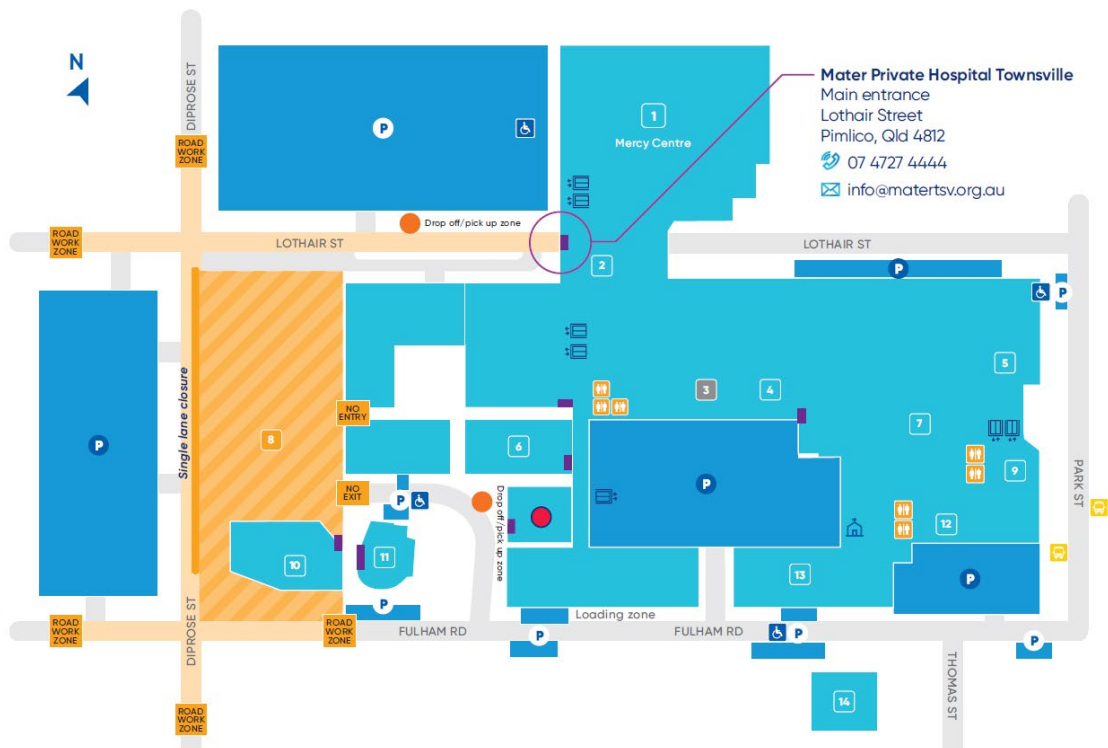 N
DIPROSE ST
ROAD
WORK
ZONE
P
1
Mercy Centre
Mater Private Hospital Townsville
Main entrance
Lothair Street
Pimlico, Qld 4812
07 4727 4444
info@matertsv.org.au
Drop off/pick up zone
ROAD
WORK
ZONE
LOTHAIR ST
LOTHAIR ST
2
P
P
5
3
4
Single lane closure
NO
ENTRY
8
7
P
6
9
PARK ST
P
NO
EXIT
P
Drop off/pick up zone
12
10
11
13
P
P
Loading zone
ROAD
WORK
ZONE
DIPROSE ST
ROAD
WORK
ZONE
FULHAM RD
P
FULHAM RD
P
P
THOMAS ST
14
ROAD
WORK
ZONE